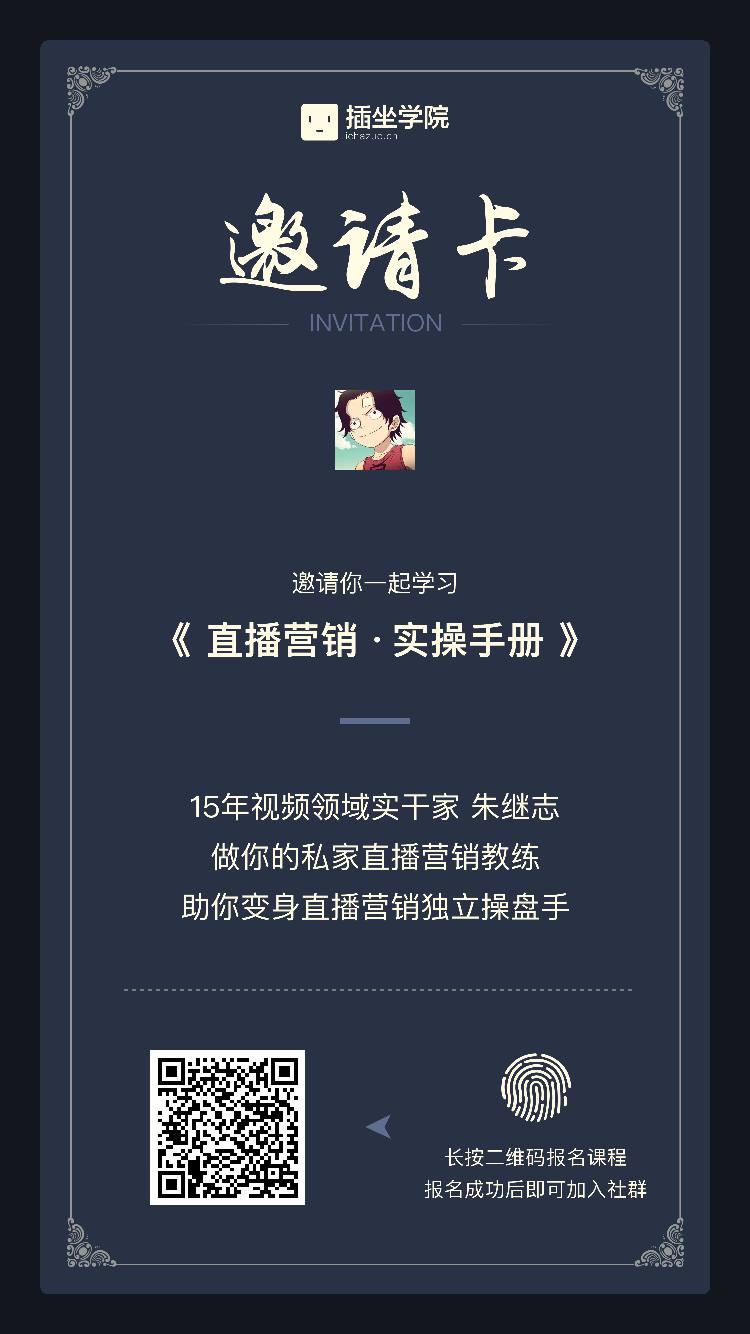 插坐学院
ichazuo.cn
邀请卡
INVITATION
邀请你一起学习
《 直播营销 · 实操手册 》
15年视频领域实干家 朱继志
做你的私家直播营销教练
助你变身直播营销独立操盘手
长按二维码报名课程
报名成功后即可加入社群